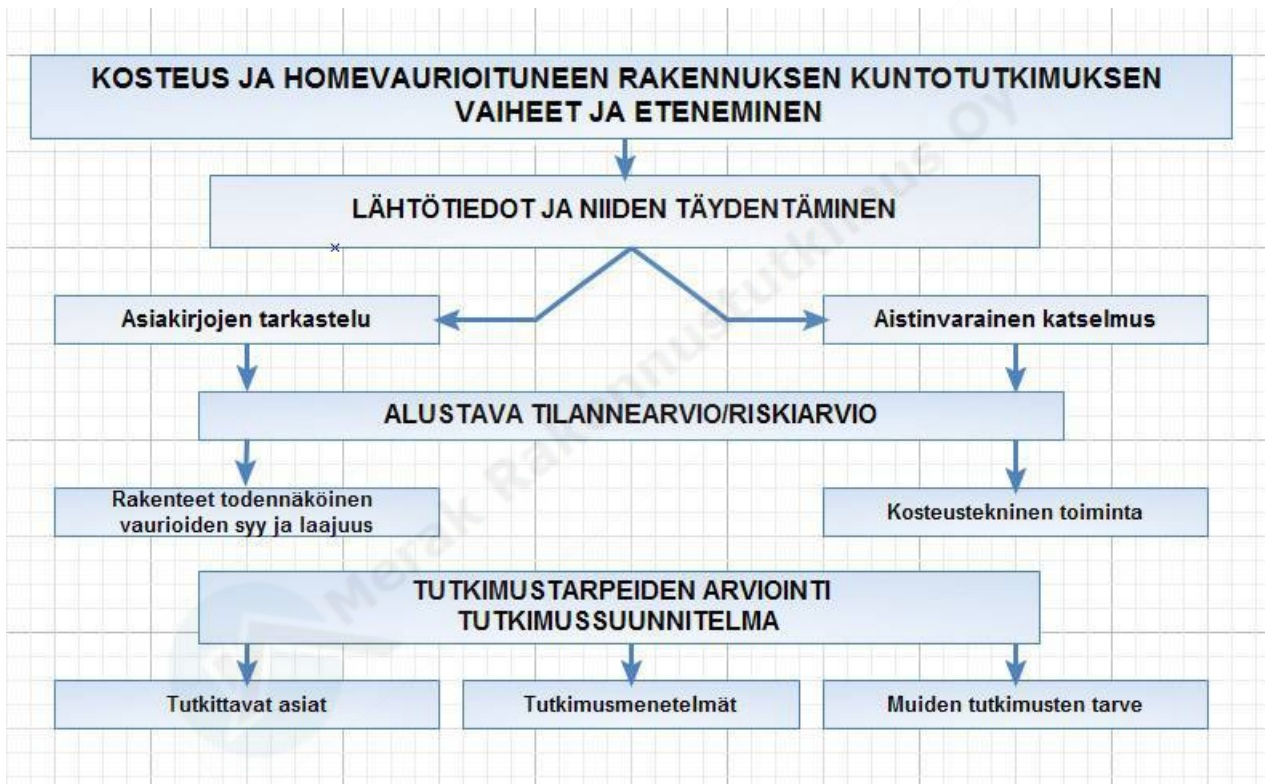 KOSTEUS JA HOMEVAURIOITUNEEN RAKENNUKSEN KUNTOTUTKIMUKSEN
VAIHEET JA ETENEMINEN
LÄHTÖTIEDOT JA NIIDEN TÄYDENTÄMINEN
Asiakirjojen tarkastelu
Aistinvarainen katselmus
ALUSTAVA TILANNEARVIO/RISKIARVIO
Rakenteet todennäköinen
vaurioiden syy ja laajuus
Kosteustekninen toiminta
TUTKIMUSTARPEIDEN ARVIOINTI
TUTKIMUSSUUNNITELMA
Tutkittavat asiat
Tutkimusmenetelmät
Muiden tutkimusten tarve
Merak Rakennustutkimus Oy